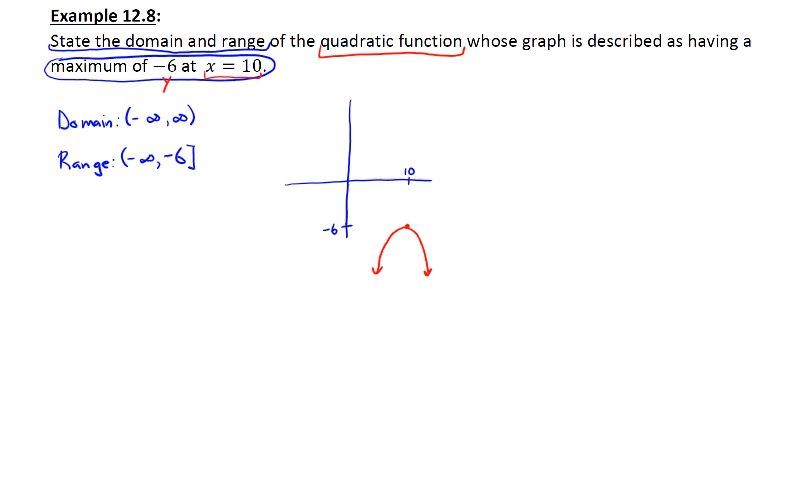 Example 12.8:
State the domain and range of the quadratic function whose graph is described as having a
maximum of −6 at x = 10.
y
Domain: (-∞,∞)
Range: (-∞,-6]
10
-6